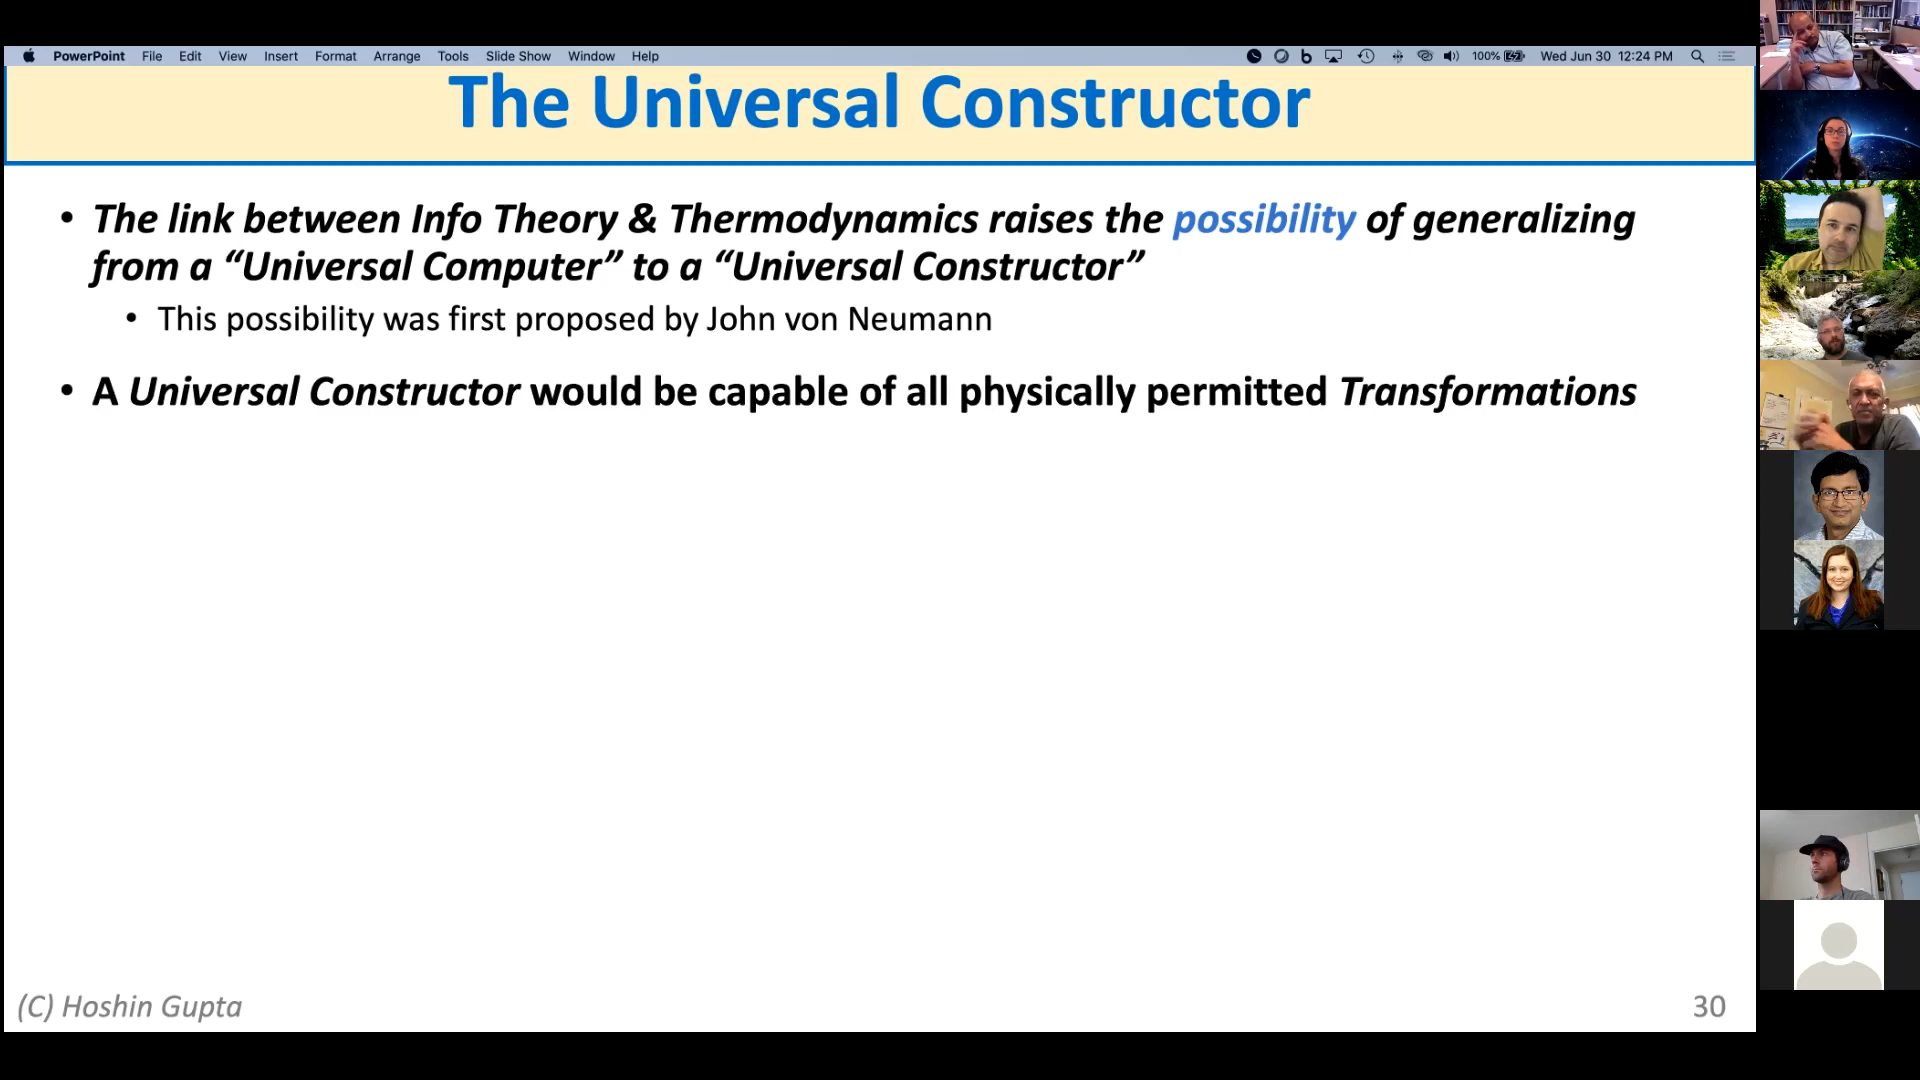 PowerPoint File Edit View Insert Format Arrange Tools Slide Show Window Help 100% Wed Jun 30 12:24 PM
The Universal Constructor
• The link between Info Theory & Thermodynamics raises the possibility of generalizing
from a “Universal Computer” to a “Universal Constructor”
• This possibility was first proposed by John von Neumann
• A Universal Constructor would be capable of all physically permitted Transformations
(C) Hoshin Gupta
30